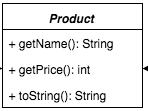 Product
+ getName(): String
+ getPrice(): int
+ toString(): String